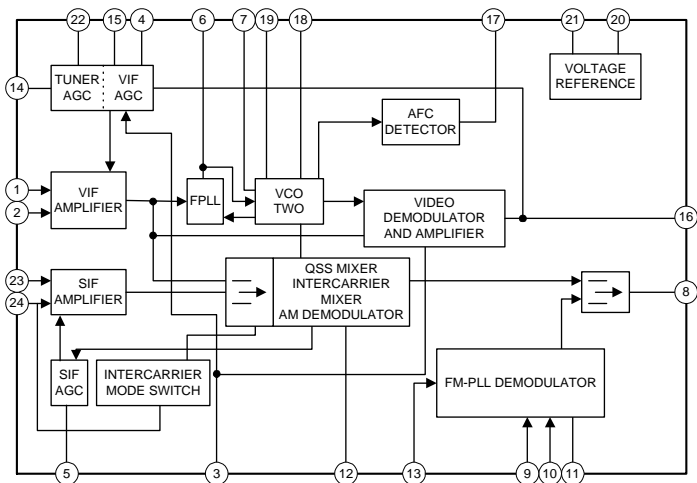 22
15
4
6
7
19
18
17
21
20
14
TUNER
AGC
VIF
AGC
VOLTAGE
REFERENCE
AFC
DETECTOR
1
2
VIF
AMPLIFIER
FPLL
VCO
TWO
VIDEO
DEMODULATOR
AND AMPLIFIER
16
23
24
SIF
AMPLIFIER
QSS MIXER
INTERCARRIER
MIXER
AM DEMODULATOR
8
SIF
AGC
INTERCARRIER
MODE SWITCH
FM-PLL DEMODULATOR
5
3
12
13
9
10
11